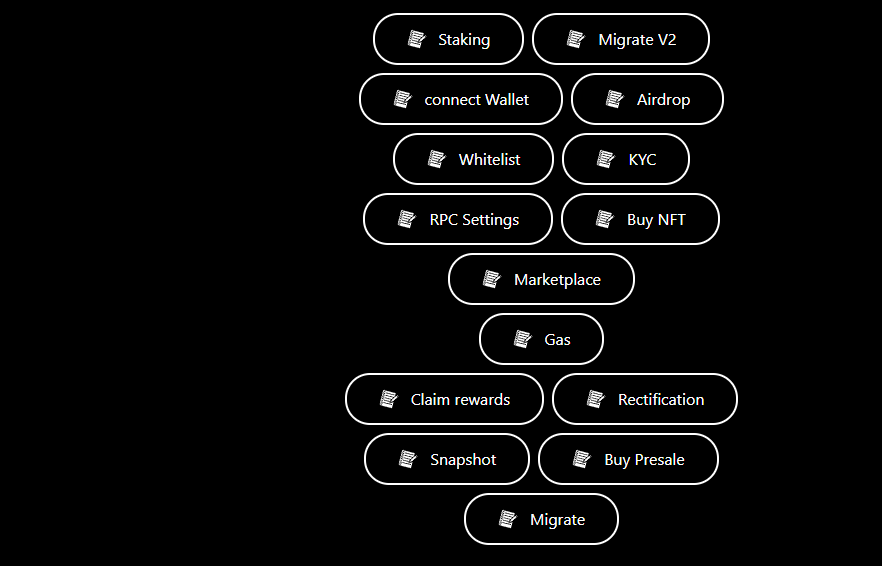 Staking Migrate V2
connect Wallet Airdrop
Whitelist KYC
RPC Settings Buy NFT
Marketplace
Gas
Claim rewards Rectification
Snapshot Buy Presale
Migrate